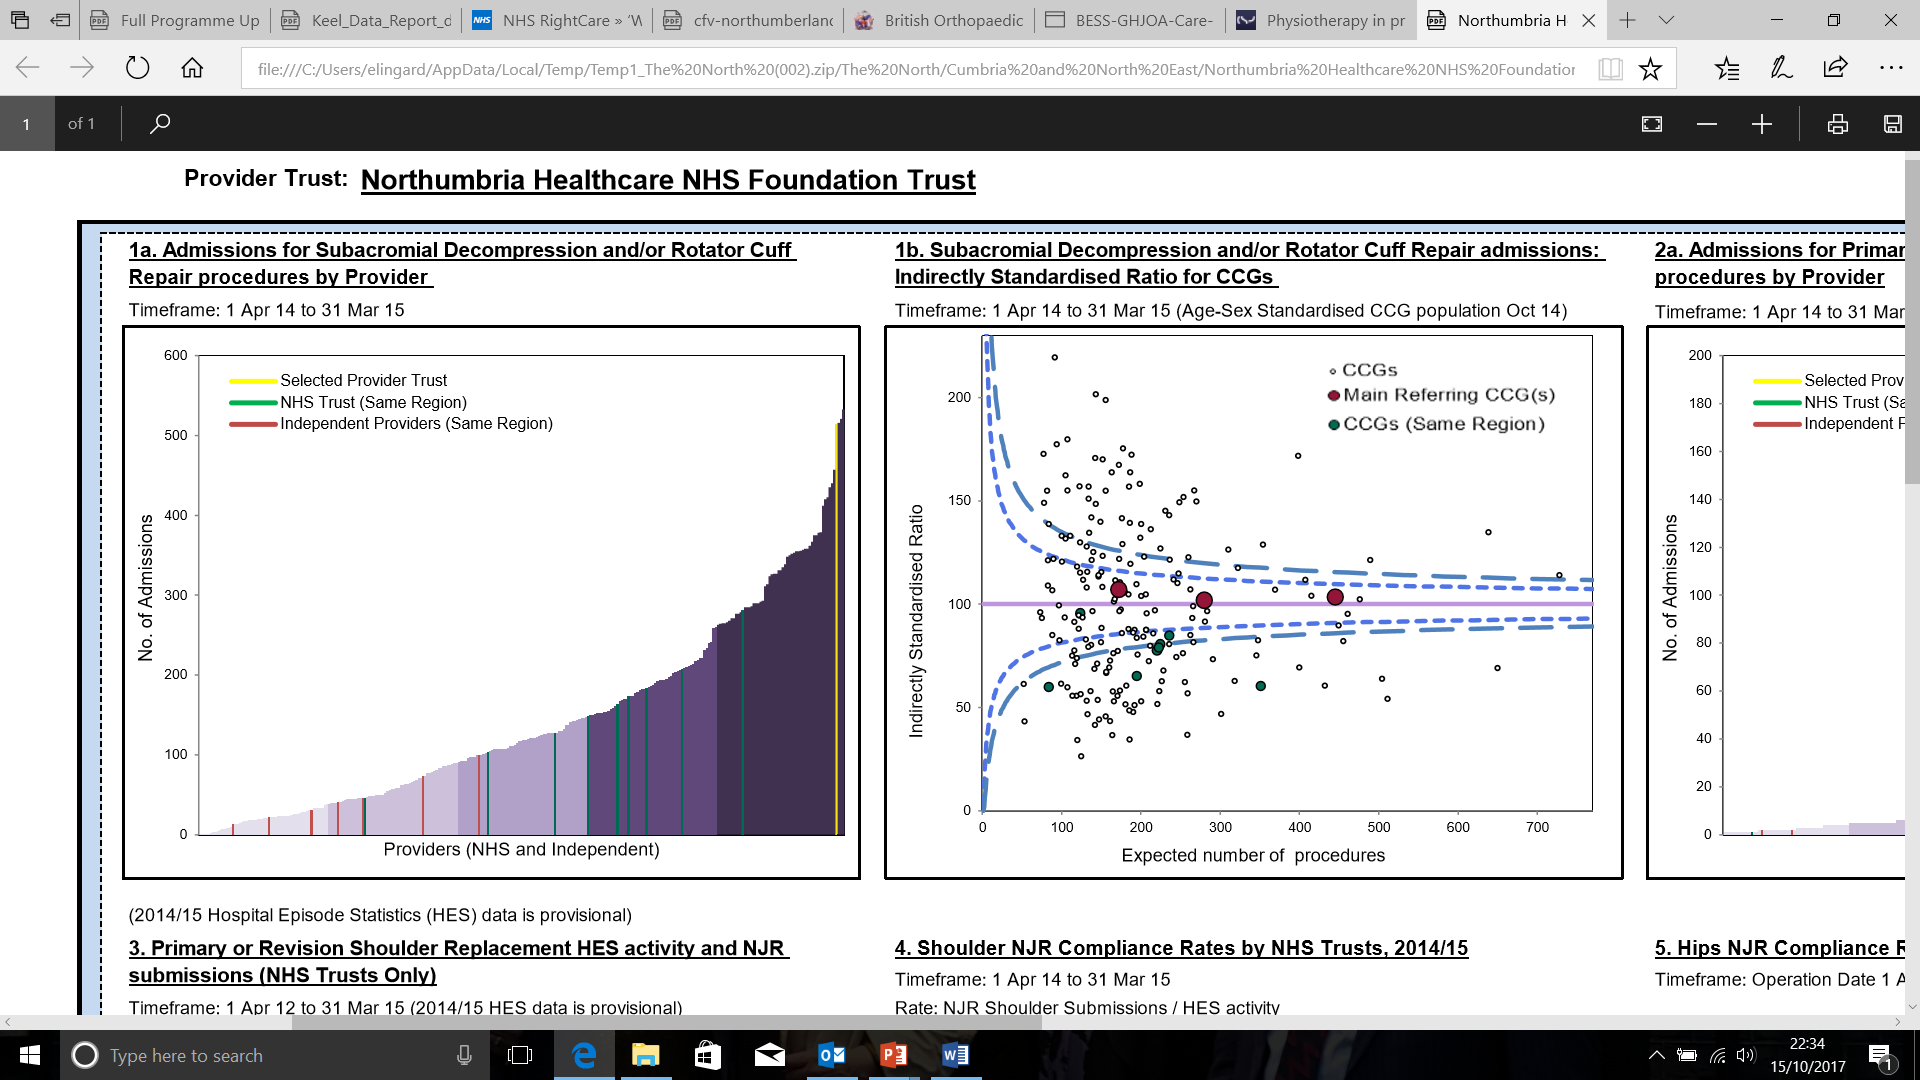 Full Programme Up
Keel_Data_Report_d
NHS
NHS RightCare » 'W
cfv-northumberland
British Orthopaedic
BESS-GHJOA-Care-
Physiotherapy in pr
Northumbria H
file:///C:/Users/elingard/AppData/Local/Temp/Temp1_The%20North%20(002).zip/The%20North/Cumbria%20and%20North%20East/Northumbria%20Healthcare%20NHS%20Foundation
1 of 1
Provider Trust: Northumbria Healthcare NHS Foundation Trust
1a. Admissions for Subacromial Decompression and/or Rotator Cuff
Repair procedures by Provider
Timeframe: 1 Apr 14 to 31 Mar 15
600
500
400
300
200
100
0
No. of Admissions
Selected Provider Trust
NHS Trust (Same Region)
Independent Providers (Same Region)
Providers (NHS and Independent)
(2014/15 Hospital Episode Statistics (HES) data is provisional)
1b. Subacromial Decompression and/or Rotator Cuff Repair admissions:
Indirectly Standardised Ratio for CCGs
Timeframe: 1 Apr 14 to 31 Mar 15 (Age-Sex Standardised CCG population Oct 14)
CCGs
Main Referring CCG(s)
CCGs (Same Region)
200
150
100
50
0
Indirectly Standardised Ratio
0 100 200 300 400 500 600 700
Expected number of procedures
2a. Admissions for Primar
procedures by Provider
Timeframe: 1 Apr 14 to 31 Mar
200
180
160
140
120
100
80
60
40
20
0
No. of Admissions
Selected Prov
NHS Trust (Sa
Independent P
3. Primary or Revision Shoulder Replacement HES activity and NJR
submissions (NHS Trusts Only)
Timeframe: 1 Apr 12 to 31 Mar 15 (2014/15 HES data is provisional)
4. Shoulder NJR Compliance Rates by NHS Trusts, 2014/15
Timeframe: 1 Apr 14 to 31 Mar 15
Rate: NJR Shoulder Submissions / HES activity
5. Hips NJR Compliance R
Timeframe: Operation Date 1 A
Type here to search
22:34
15/10/2017
1